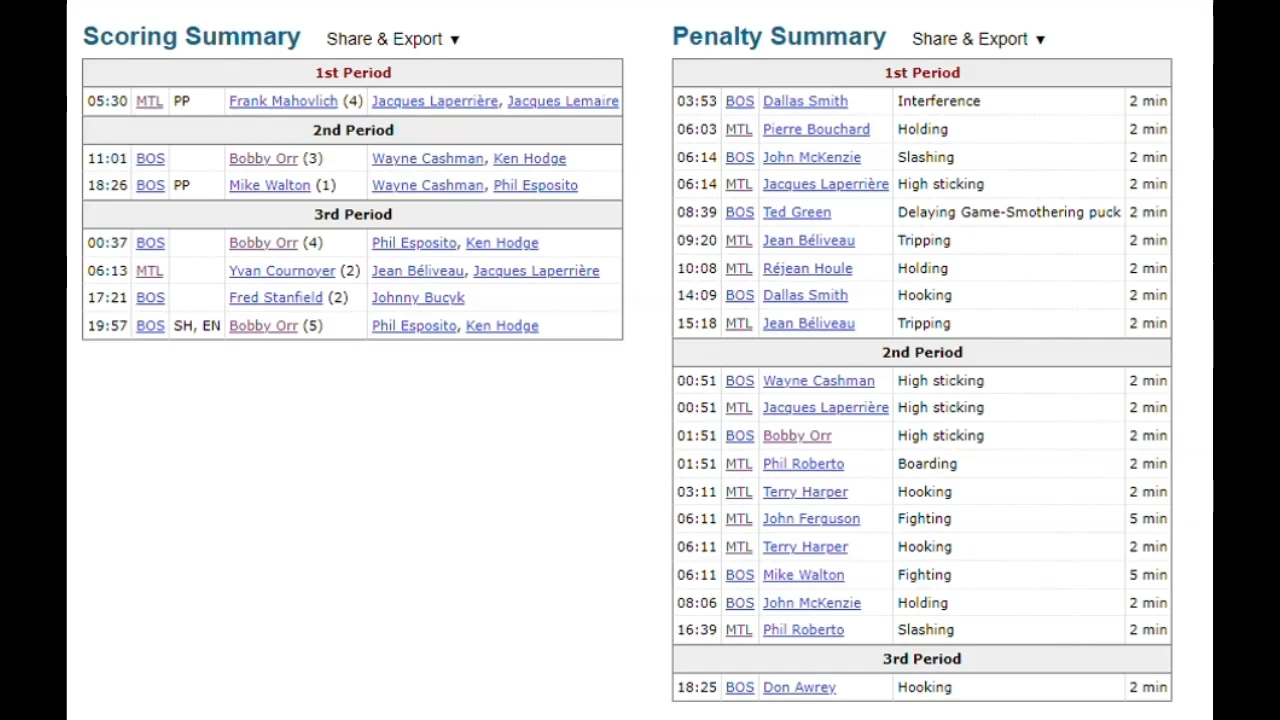 Scoring Summary Share & Export ▼
1st Period
05:30 MTL PP Frank Mahovlich (4) Jacques Laperrière, Jacques Lemaire
2nd Period
11:01 BOS Bobby Orr (3) Wayne Cashman, Ken Hodge
18:26 BOS PP Mike Walton (1) Wayne Cashman, Phil Esposito
3rd Period
00:37 BOS Bobby Orr (4) Phil Esposito, Ken Hodge
06:13 MTL Yvan Cournoyer (2) Jean Béliveau, Jacques Laperrière
17:21 BOS Fred Stanfield (2) Johnny Bucyk
19:57 BOS SH, EN Bobby Orr (5) Phil Esposito, Ken Hodge
Penalty Summary Share & Export ▼
1st Period
03:53 BOS Dallas Smith Interference 2 min
06:03 MTL Pierre Bouchard Holding 2 min
06:14 BOS John McKenzie Slashing 2 min
06:14 MTL Jacques Laperrière High sticking 2 min
08:39 BOS Ted Green Delaying Game-Smothering puck 2 min
09:20 MTL Jean Béliveau Tripping 2 min
10:08 MTL Réjean Houle Holding 2 min
14:09 BOS Dallas Smith Hooking 2 min
15:18 MTL Jean Béliveau Tripping 2 min
2nd Period
00:51 BOS Wayne Cashman High sticking 2 min
00:51 MTL Jacques Laperrière High sticking 2 min
01:51 BOS Bobby Orr High sticking 2 min
01:51 MTL Phil Roberto Boarding 2 min
03:11 MTL Terry Harper Hooking 2 min
06:11 MTL John Ferguson Fighting 5 min
06:11 MTL Terry Harper Hooking 2 min
06:11 BOS Mike Walton Fighting 5 min
08:06 BOS John McKenzie Holding 2 min
16:39 MTL Phil Roberto Slashing 2 min
3rd Period
18:25 BOS Don Awrey Hooking 2 min